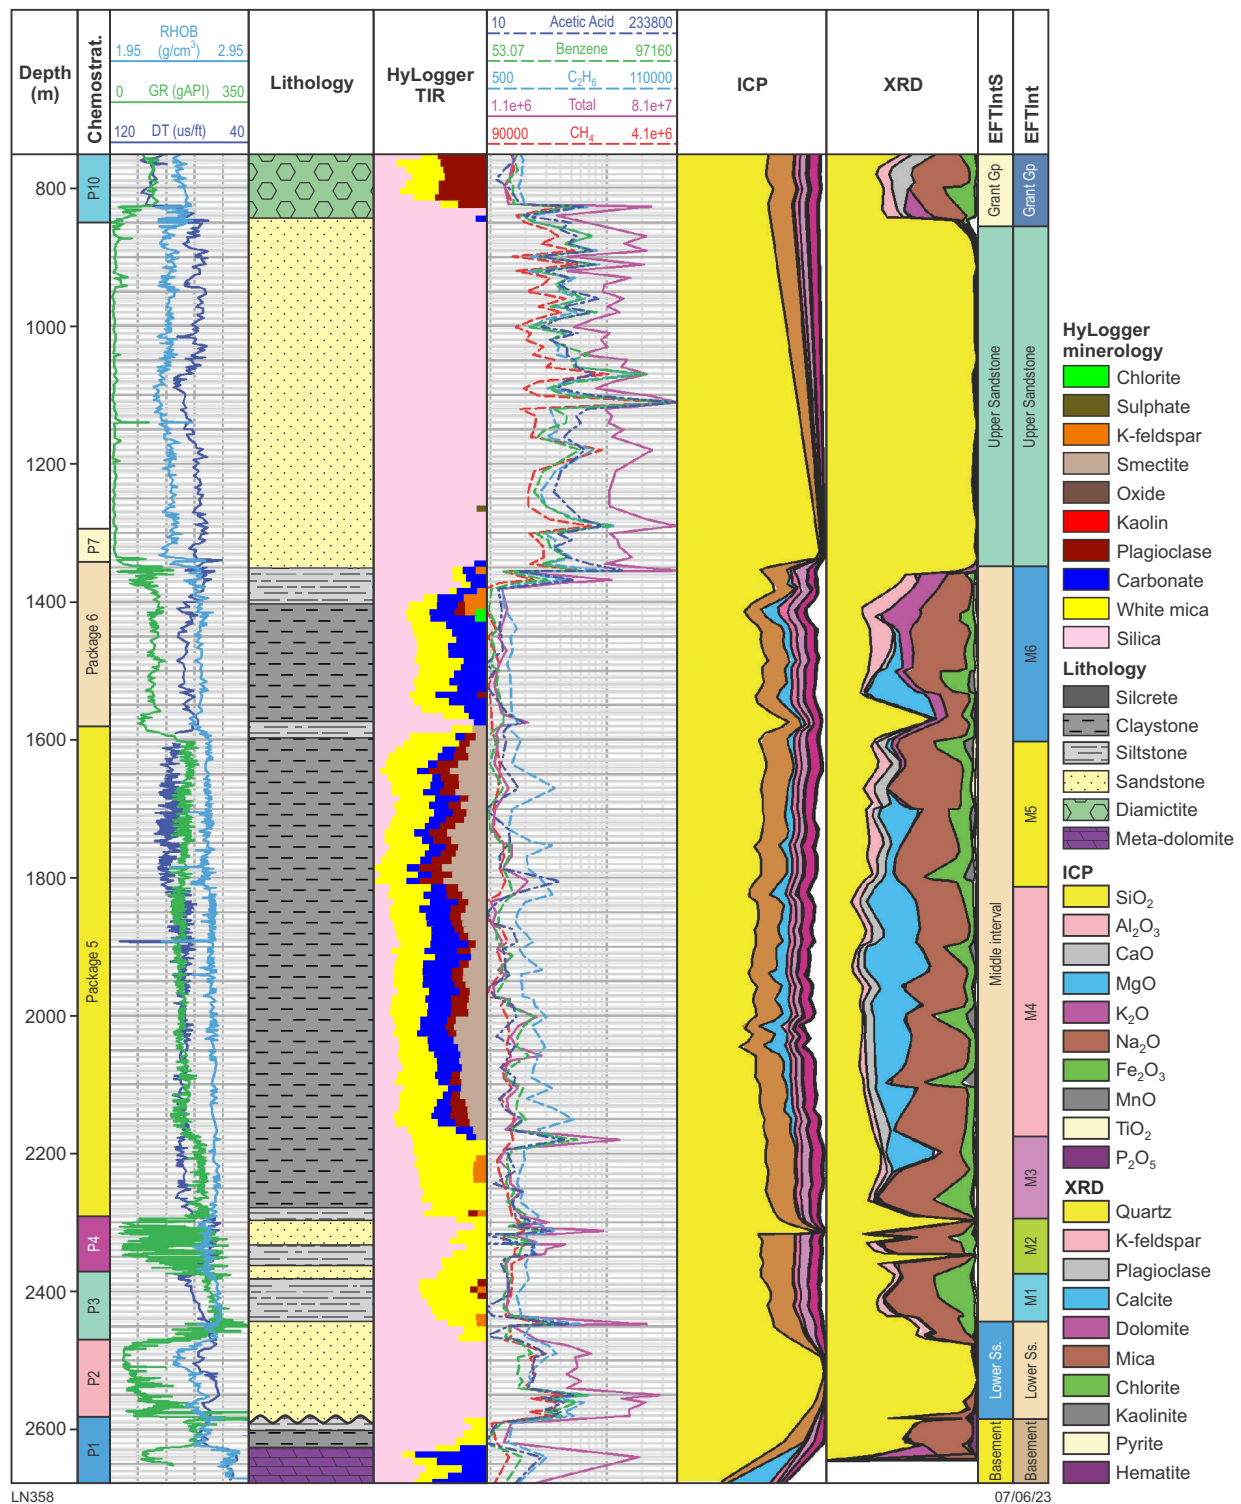 Depth
(m)
Chemostrat.
RHOB
1.95 (g/cm³) 2.95
0 GR (gAPI) 350
120 DT (us/ft) 40
Lithology
HyLogger
TIR
10 Acetic Acid 233800
53.07 Benzene 97160
500 C₂H₆ 110000
1.1e+6 Total 8.1e+7
90000 CH₄ 4.1e+6
ICP
XRD
EFTIntS
EFTInt
800
1000
1200
1400
1600
1800
2000
2200
2400
2600
P10
P7
Package 6
Package 5
P4
P3
P2
P1
Grant Gp
Upper Sandstone
Middle interval
Lower Ss.
Basement
Grant Gp
Upper Sandstone
M6
M5
M4
M3
M2
M1
Lower Ss.
Basement
HyLogger
minerology
Chlorite
Sulphate
K-feldspar
Smectite
Oxide
Kaolin
Plagioclase
Carbonate
White mica
Silica
Lithology
Silcrete
Claystone
Siltstone
Sandstone
Diamictite
Meta-dolomite
ICP
SiO₂
Al₂O₃
CaO
MgO
K₂O
Na₂O
Fe₂O₃
MnO
TiO₂
P₂O₅
XRD
Quartz
K-feldspar
Plagioclase
Calcite
Dolomite
Mica
Chlorite
Kaolinite
Pyrite
Hematite
LN358
07/06/23